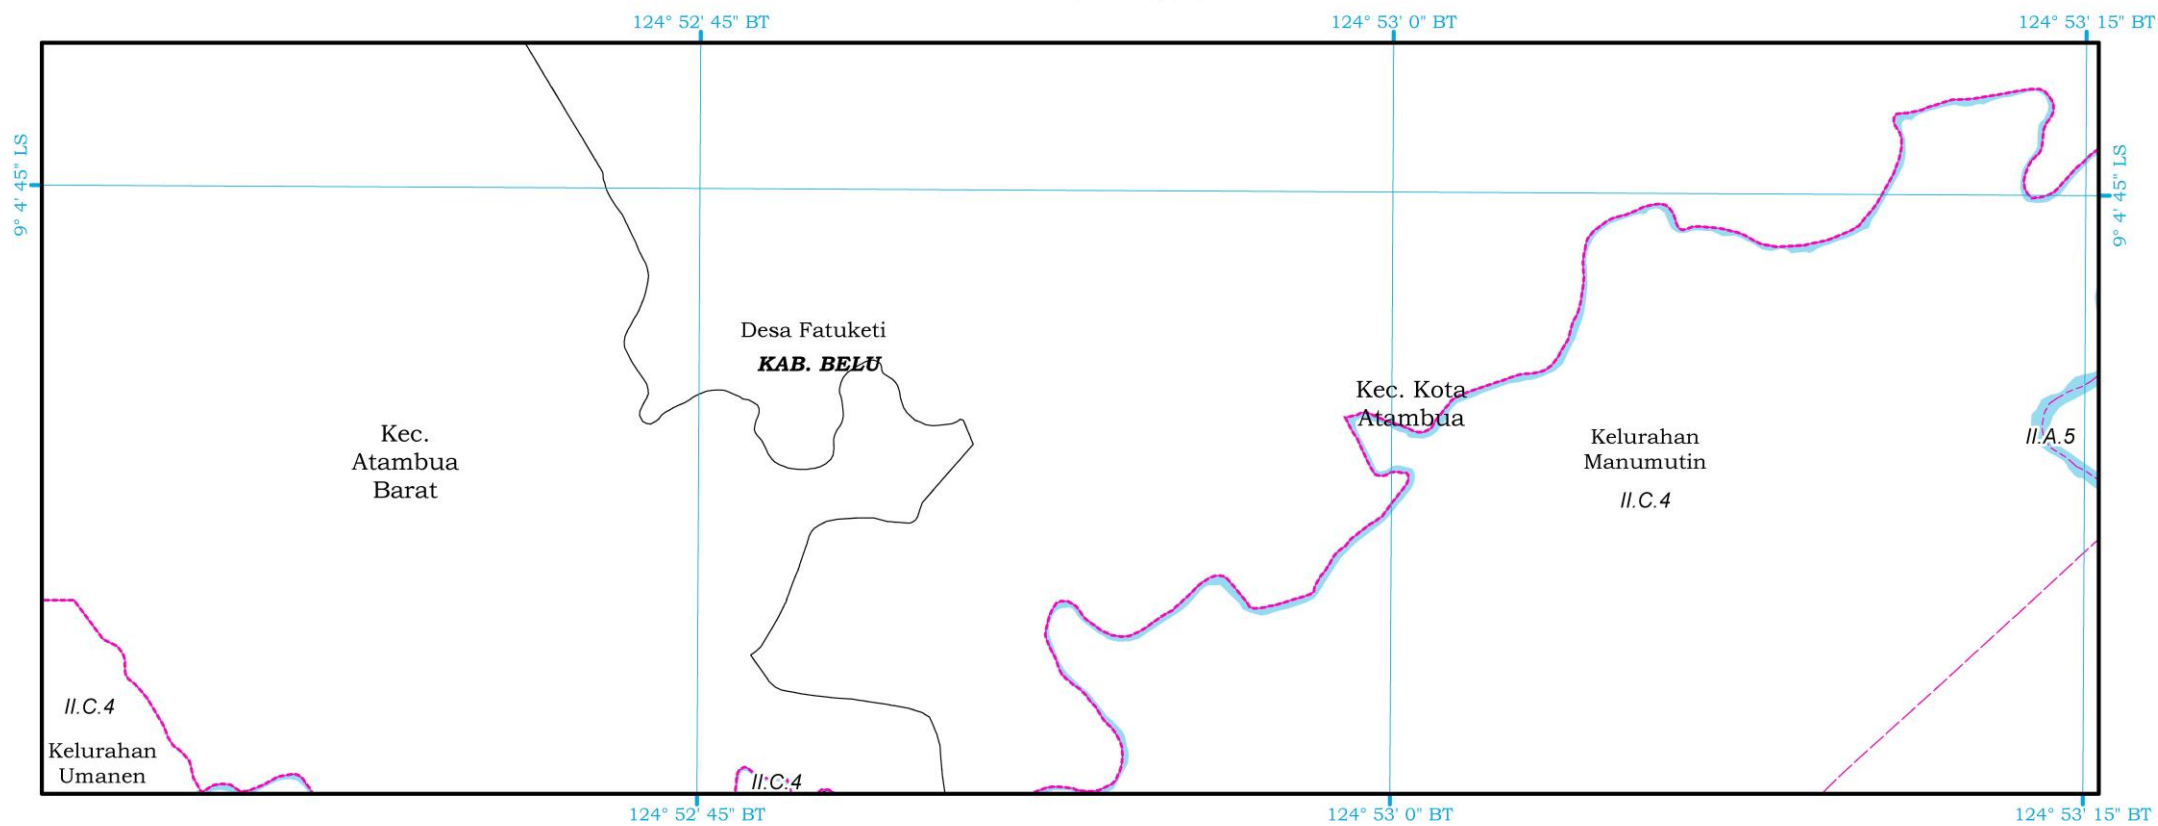 124° 52' 45" BT
124° 53' 0" BT
124° 53' 15" BT
9° 4' 45" LS
9° 4' 45" LS
Desa Fatuketi
KAB. BELU
Kec. Kota
Atambua
Kec.
Atambua
Barat
Kelurahan
Manumutin
II.C.4
II.A.5
II.C.4
Kelurahan
Umanen
II.C.4
124° 52' 45" BT
124° 53' 0" BT
124° 53' 15" BT